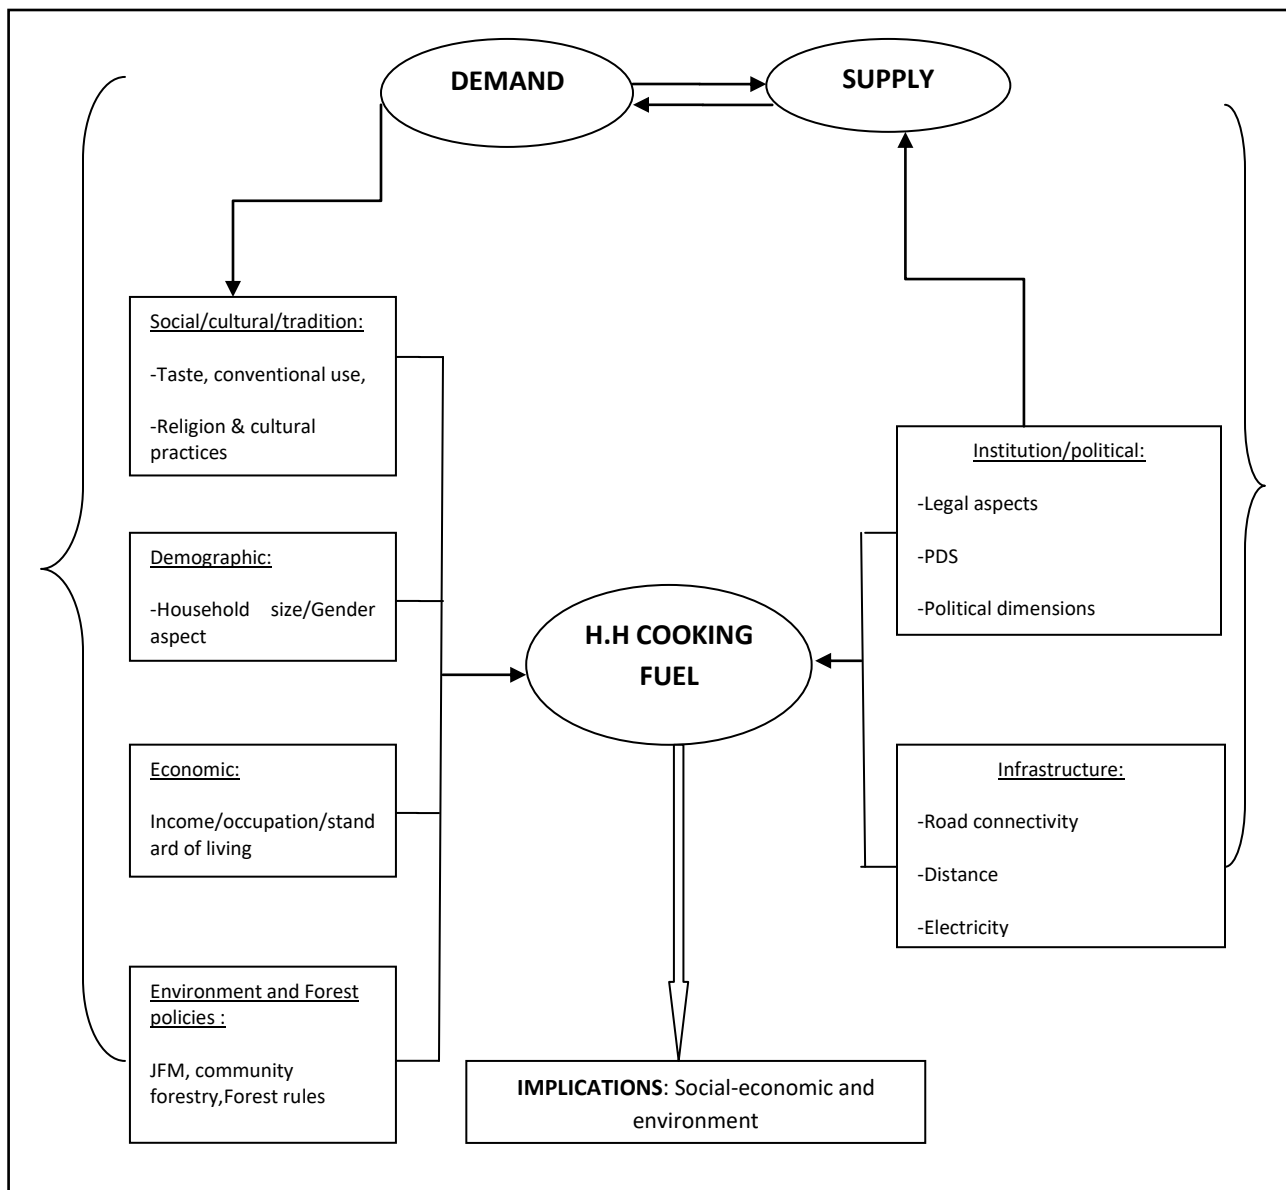 DEMAND
SUPPLY
Social/cultural/tradition:
-Taste, conventional use,
-Religion & cultural
practices
Demographic:
-Household size/Gender
aspect
Economic:
Income/occupation/stand
ard of living
Environment and Forest
policies :
JFM, community
forestry,Forest rules
H.H COOKING
FUEL
Institution/political:
-Legal aspects
-PDS
-Political dimensions
Infrastructure:
-Road connectivity
-Distance
-Electricity
IMPLICATIONS: Social-economic and
environment